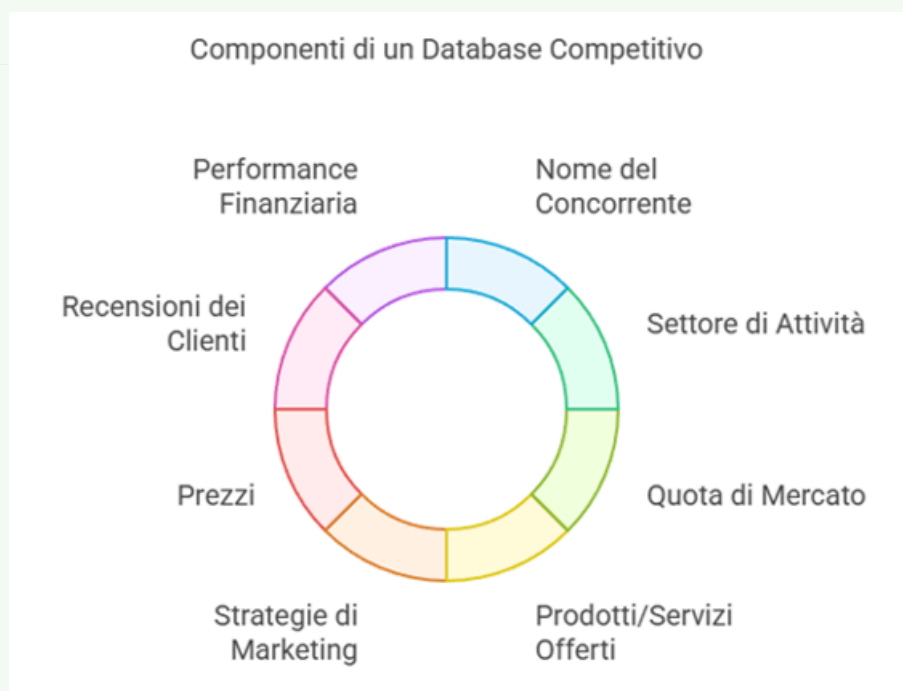 Componenti di un Database Competitivo
Performance
Finanziaria
Nome del
Concorrente
Recensioni dei
Clienti
Settore di Attività
Prezzi
Quota di Mercato
Strategie di
Marketing
Prodotti/Servizi
Offerti